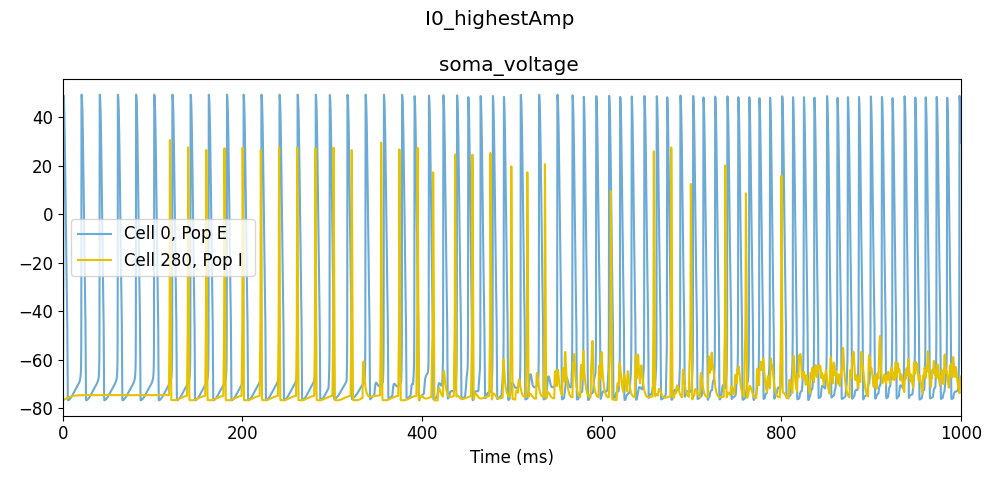 I0_highestAmp
soma_voltage
40
20
0
−20
−40
−60
−80
Cell 0, Pop E
Cell 280, Pop I
0 200 400 600 800 1000
Time (ms)